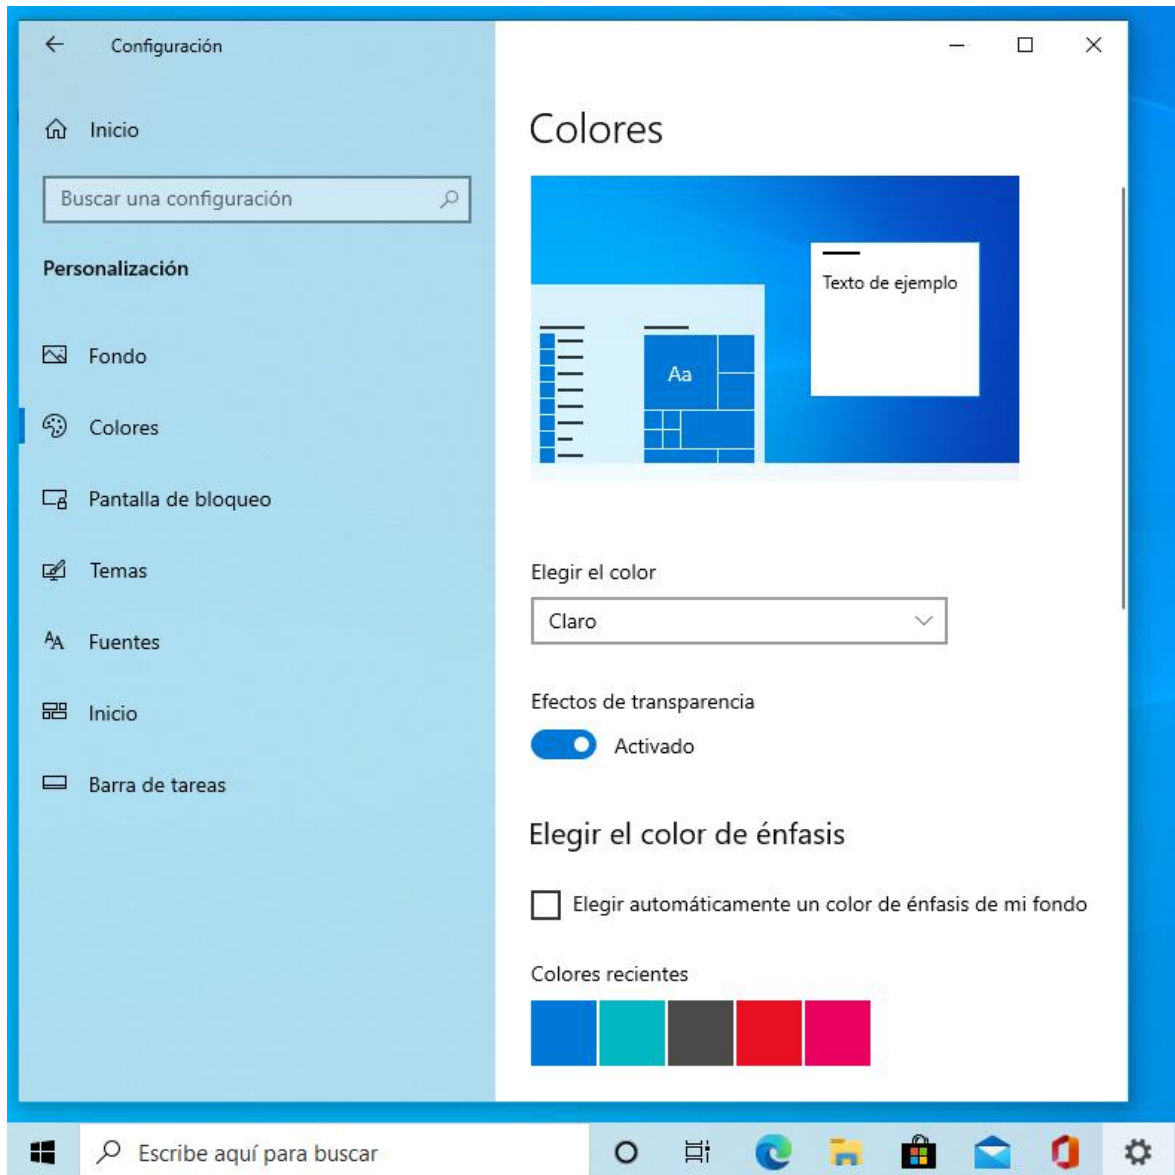 Configuración
Inicio
Buscar una configuración
Personalización
Fondo
Colores
Pantalla de bloqueo
Temas
Fuentes
Inicio
Barra de tareas
Colores
Texto de ejemplo
Aa
Elegir el color
Claro
Efectos de transparencia
Activado
Elegir el color de énfasis
Elegir automáticamente un color de énfasis de mi fondo
Colores recientes
Escribe aquí para buscar